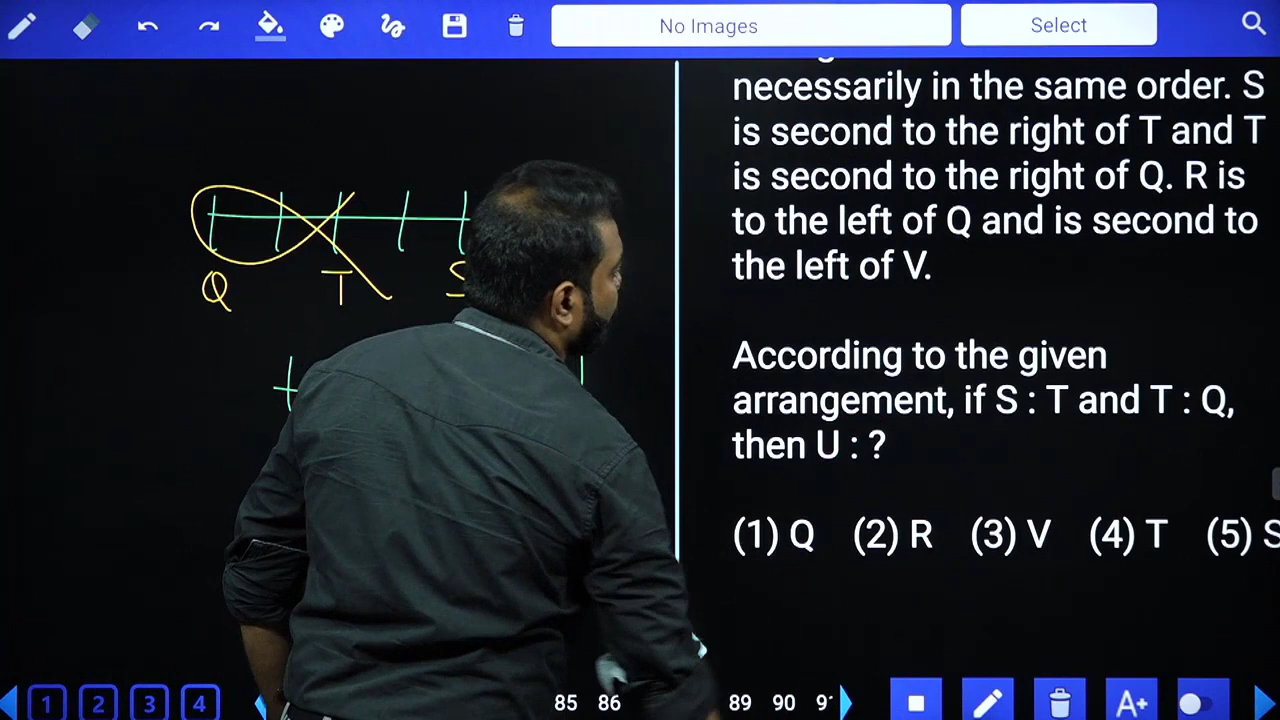 No Images
Select
necessarily in the same order. S
is second to the right of T and T
is second to the right of Q. R is
to the left of Q and is second to
the left of V.
According to the given
arrangement, if S : T and T : Q,
then U : ?
(1) Q (2) R (3) V (4) T (5) S
Q T S
1 2 3 4
85 86 89 90
A+